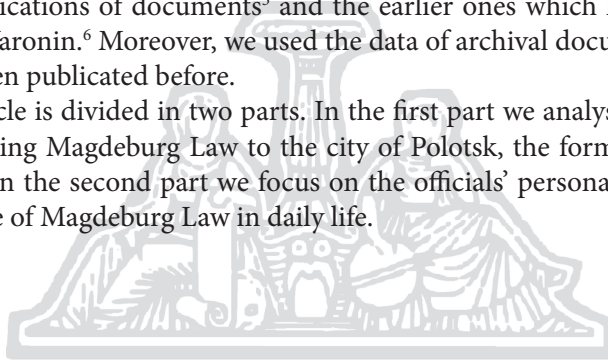 ications of documents⁵ and the earlier ones which
aronin.⁶ Moreover, we used the data of archival docu
en publicated before.
cle is divided in two parts. In the first part we analys
ing Magdeburg Law to the city of Polotsk, the form
n the second part we focus on the officials’ persona
e of Magdeburg Law in daily life.